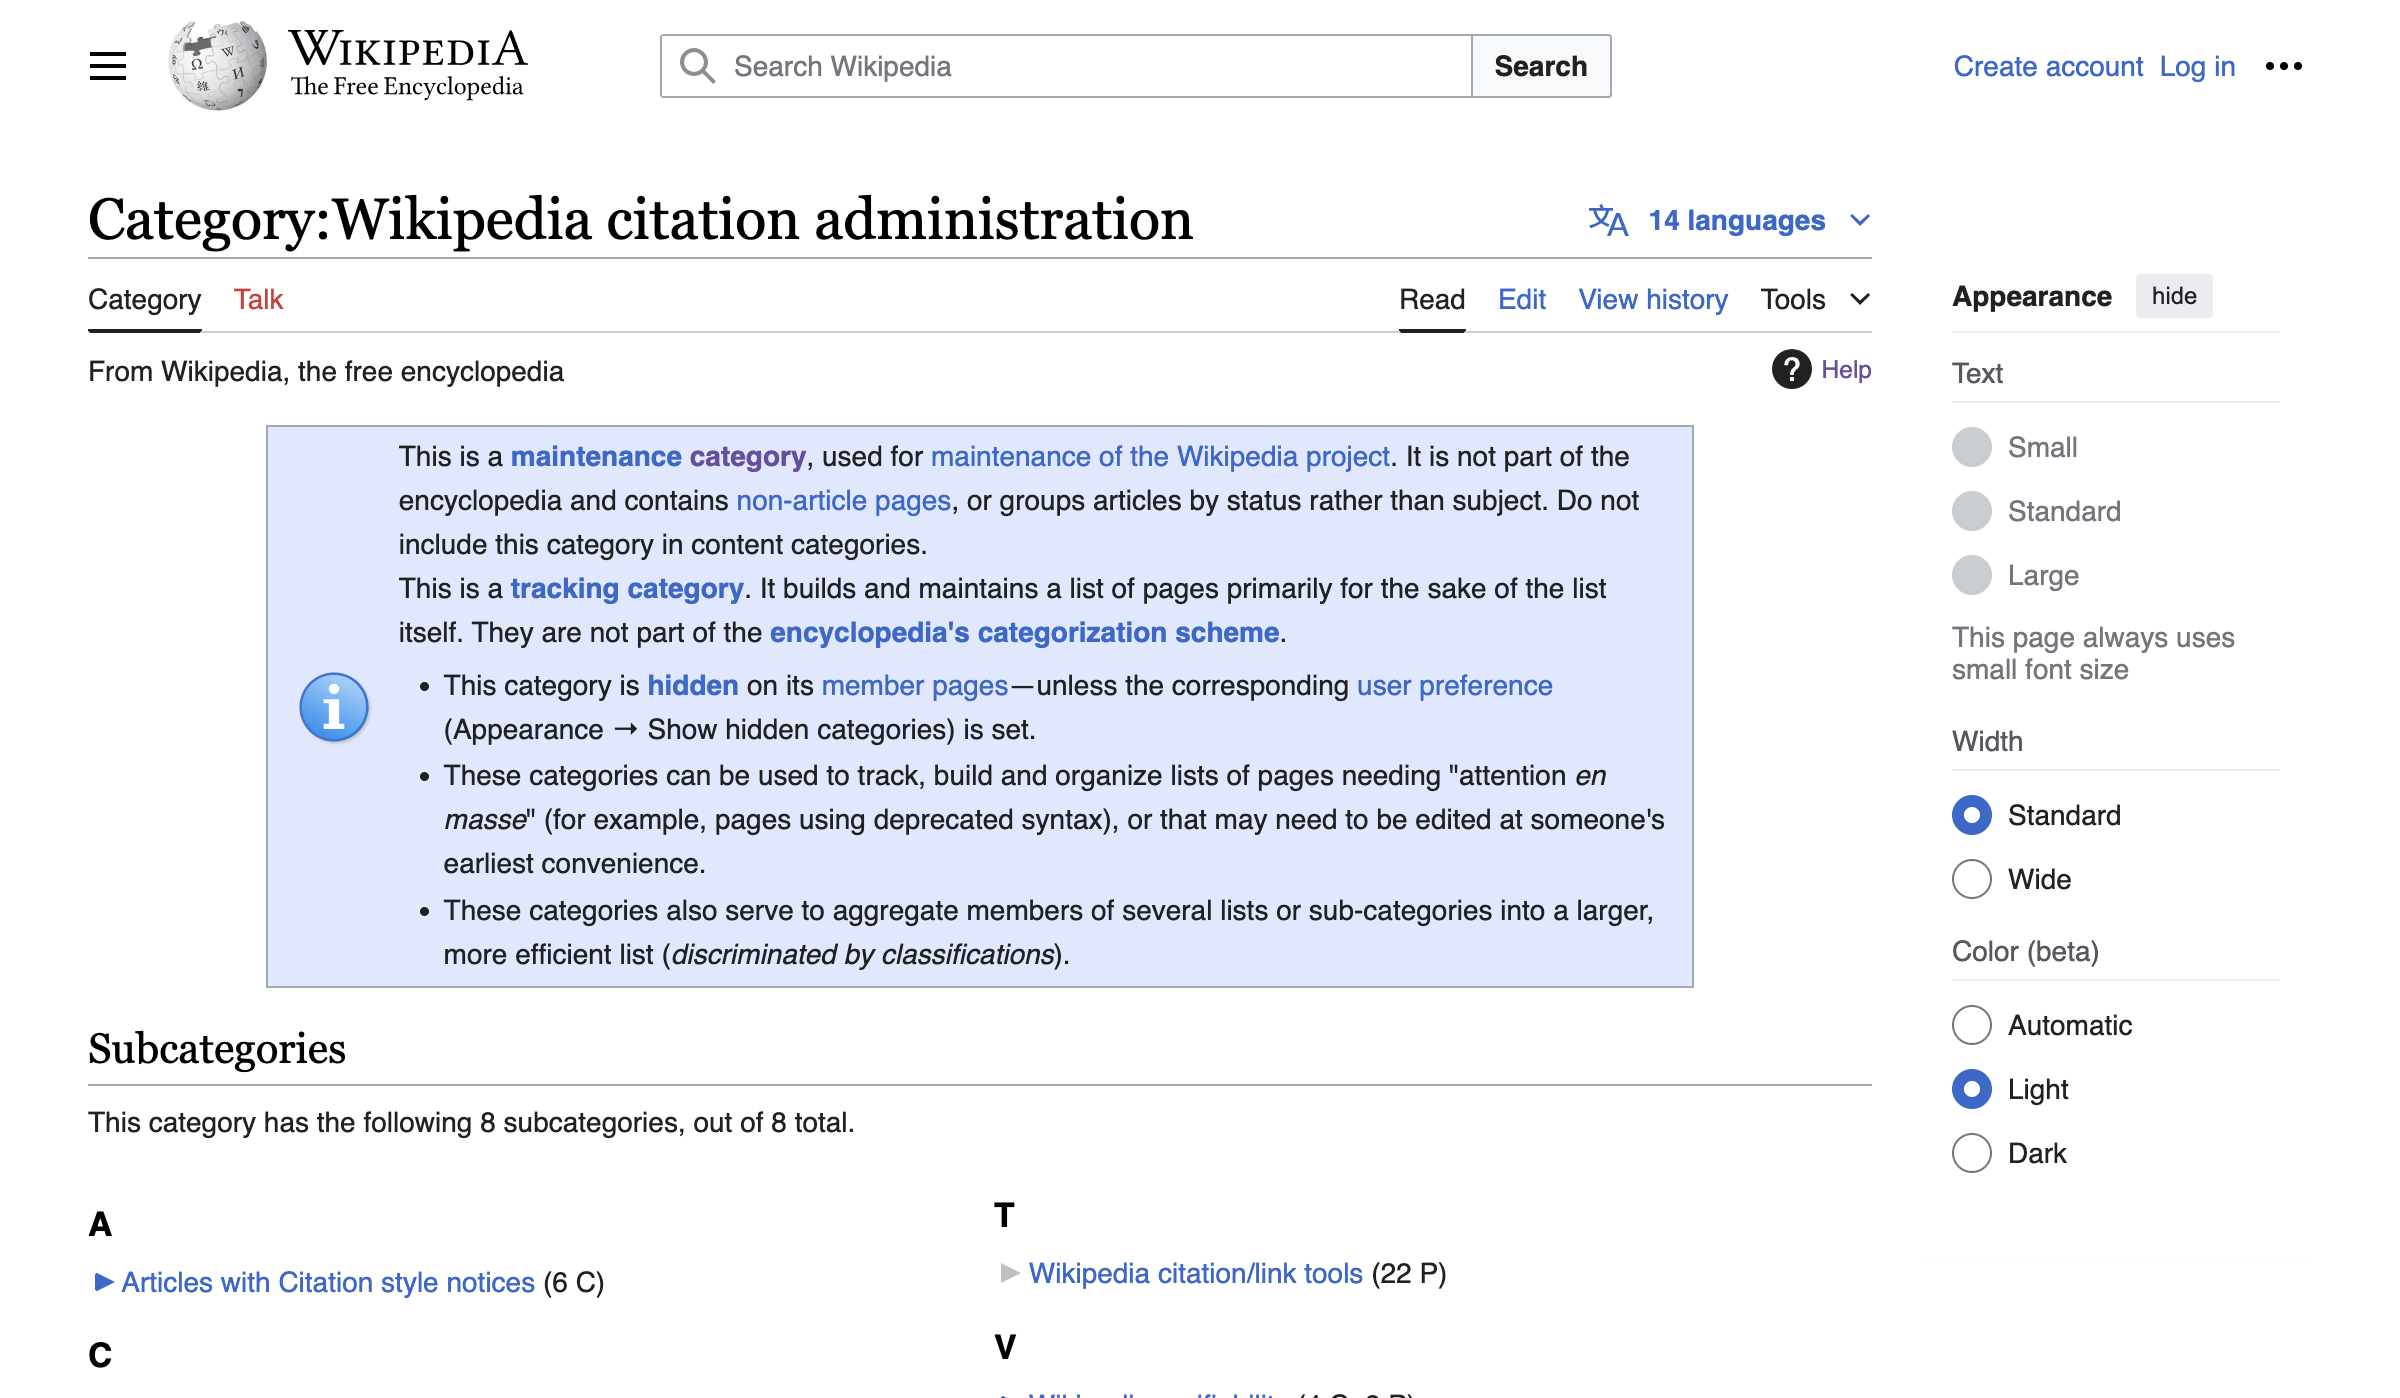 WIKIPEDIA
The Free Encyclopedia
Search Wikipedia
Search
Create account Log in
Category:Wikipedia citation administration
14 languages
Category Talk
Read Edit View history Tools
From Wikipedia, the free encyclopedia
Help
This is a maintenance category, used for maintenance of the Wikipedia project. It is not part of the
encyclopedia and contains non-article pages, or groups articles by status rather than subject. Do not
include this category in content categories.
This is a tracking category. It builds and maintains a list of pages primarily for the sake of the list
itself. They are not part of the encyclopedia's categorization scheme.
• This category is hidden on its member pages—unless the corresponding user preference
(Appearance → Show hidden categories) is set.
• These categories can be used to track, build and organize lists of pages needing "attention en
masse" (for example, pages using deprecated syntax), or that may need to be edited at someone's
earliest convenience.
• These categories also serve to aggregate members of several lists or sub-categories into a larger,
more efficient list (discriminated by classifications).
Subcategories
This category has the following 8 subcategories, out of 8 total.
A
Articles with Citation style notices (6 C)
C
T
Wikipedia citation/link tools (22 P)
V
Appearance hide
Text
Small
Standard
Large
This page always uses
small font size
Width
Standard
Wide
Color (beta)
Automatic
Light
Dark